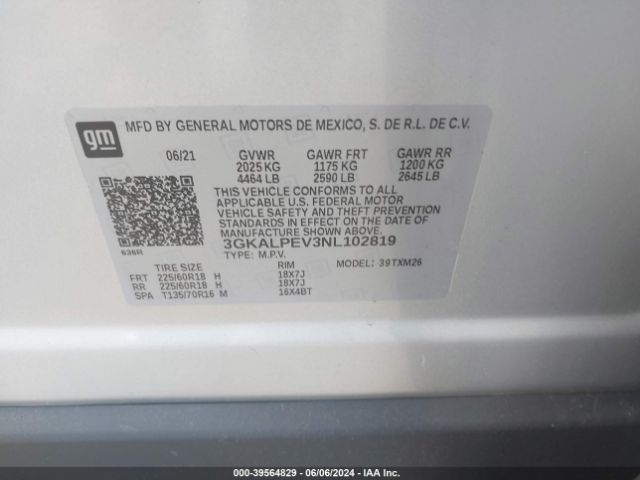 gm
MFD BY GENERAL MOTORS DE MEXICO, S. DE R.L. DE C.V.
06/21 GVWR GAWR FRT GAWR RR
2025 KG 1175 KG 1200 KG
4464 LB 2590 LB 2645 LB
THIS VEHICLE CONFORMS TO ALL
APPLICABLE U.S. FEDERAL MOTOR
VEHICLE SAFETY AND THEFT PREVENTION
STANDARDS IN EFFECT ON THE DATE OF
MANUFACTURE SHOWN ABOVE.
3GKALPEV3NL102819
636R TYPE: M.P.V. MODEL: 39TXM26
TIRE SIZE RIM
FRT 225/60R18 H 18X7J
RR 225/60R18 H 18X7J
SPA T135/70R16 M 16X4BT
000-39564829 - 06/06/2024 - IAA Inc.